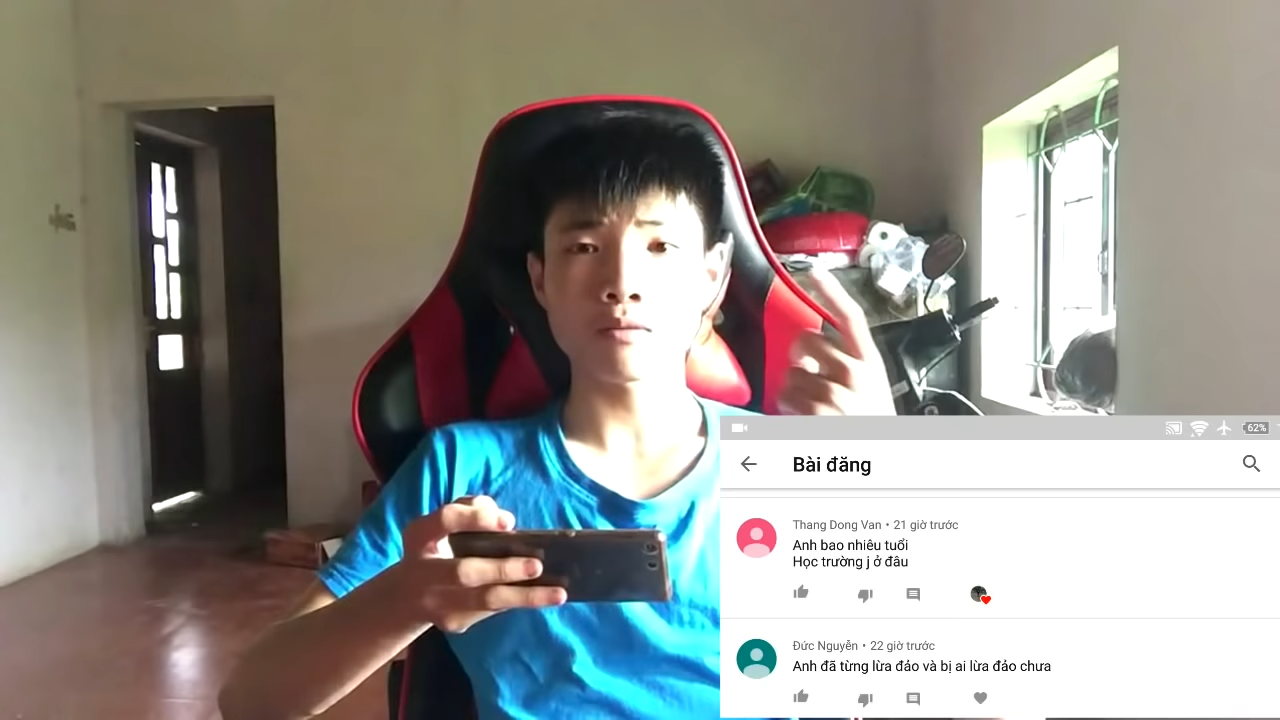 62%
Bài đăng
Thang Dong Van • 21 giờ trước
Anh bao nhiêu tuổi
Học trường j ở đâu
Đức Nguyễn • 22 giờ trước
Anh đã từng lừa đảo và bị ai lừa đảo chưa